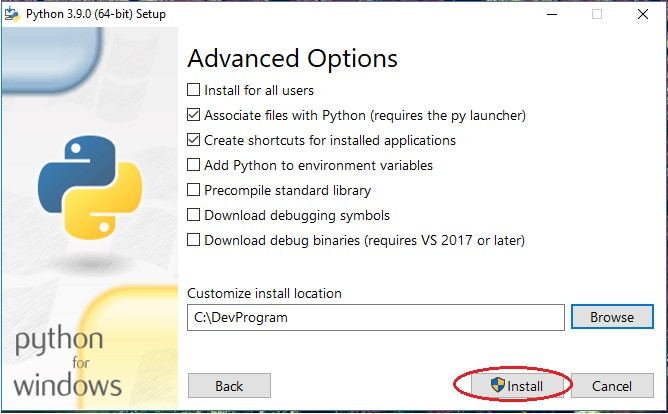 Python 3.9.0 (64-bit) Setup
Advanced Options
Install for all users
Associate files with Python (requires the py launcher)
Create shortcuts for installed applications
Add Python to environment variables
Precompile standard library
Download debugging symbols
Download debug binaries (requires VS 2017 or later)
Customize install location
C:\DevProgram
Browse
python
for
windows
Back
Install
Cancel